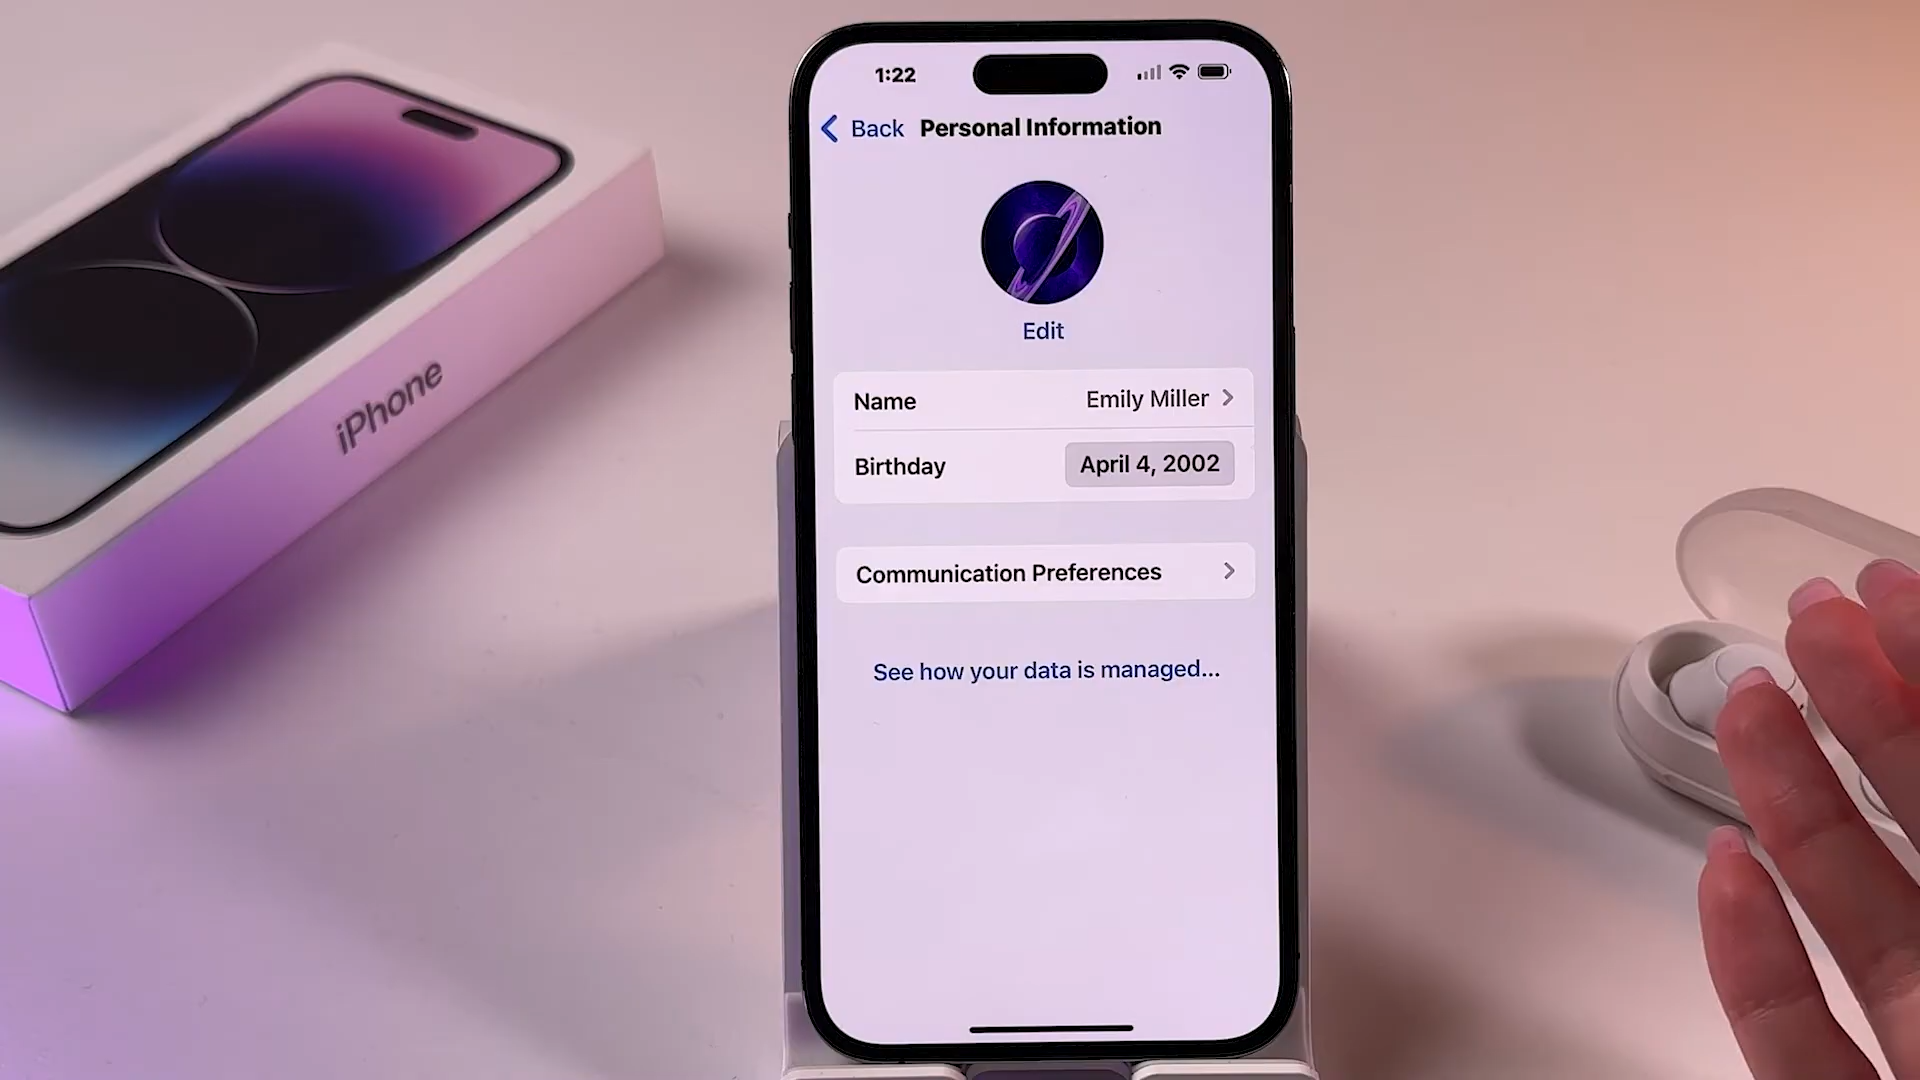 iPhone
1:22
Back Personal Information
Edit
Name Emily Miller
Birthday April 4, 2002
Communication Preferences
See how your data is managed...